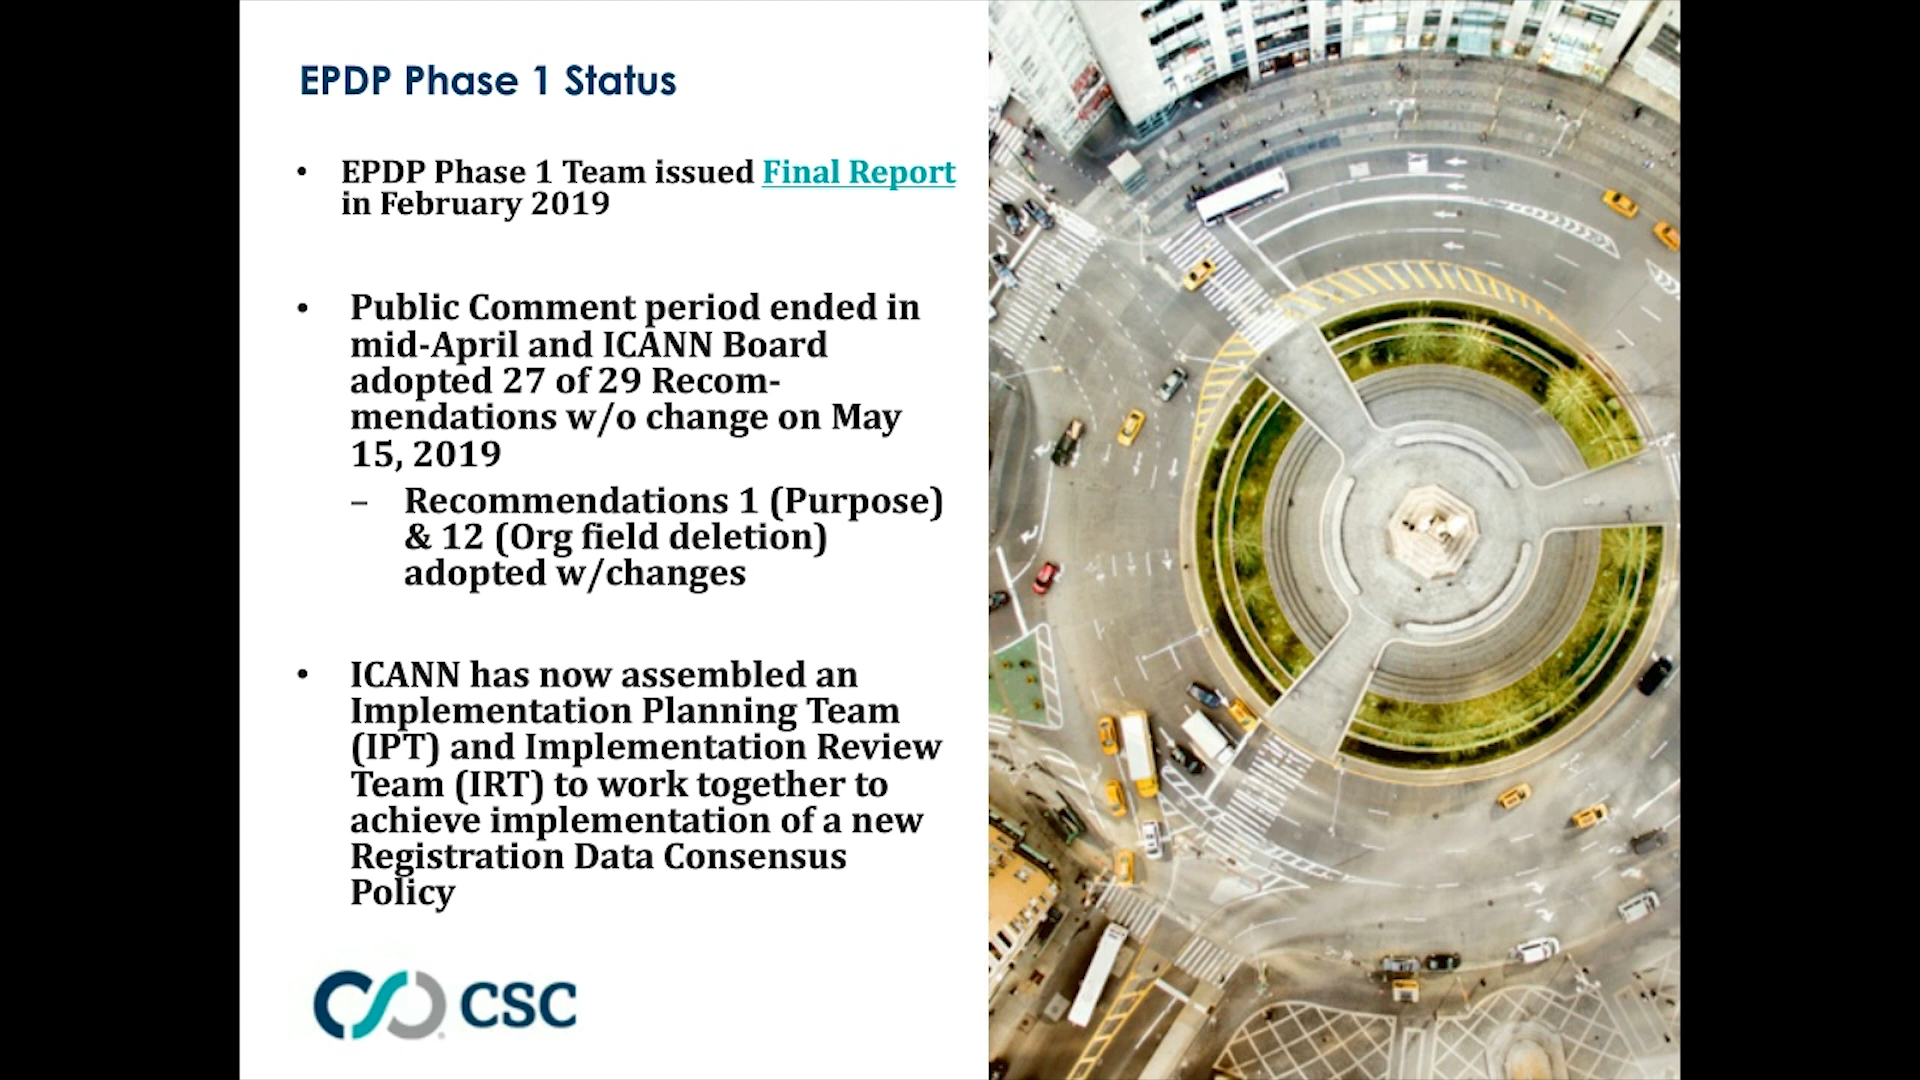 EPDP Phase 1 Status
• EPDP Phase 1 Team issued Final Report
in February 2019
• Public Comment period ended in
mid-April and ICANN Board
adopted 27 of 29 Recom-
mendations w/o change on May
15, 2019
– Recommendations 1 (Purpose)
& 12 (Org field deletion)
adopted w/changes
• ICANN has now assembled an
Implementation Planning Team
(IPT) and Implementation Review
Team (IRT) to work together to
achieve implementation of a new
Registration Data Consensus
Policy
CSC